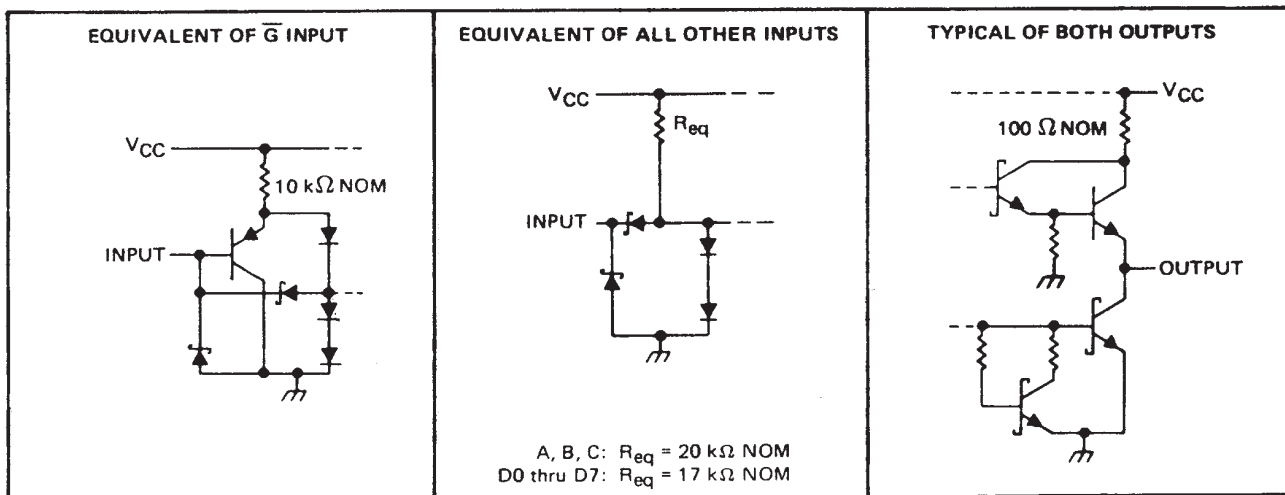 EQUIVALENT OF G̅ INPUT
VCC
10 kΩ NOM
INPUT
EQUIVALENT OF ALL OTHER INPUTS
VCC
Req
INPUT
A, B, C: Req = 20 kΩ NOM
D0 thru D7: Req = 17 kΩ NOM
TYPICAL OF BOTH OUTPUTS
VCC
100 Ω NOM
OUTPUT